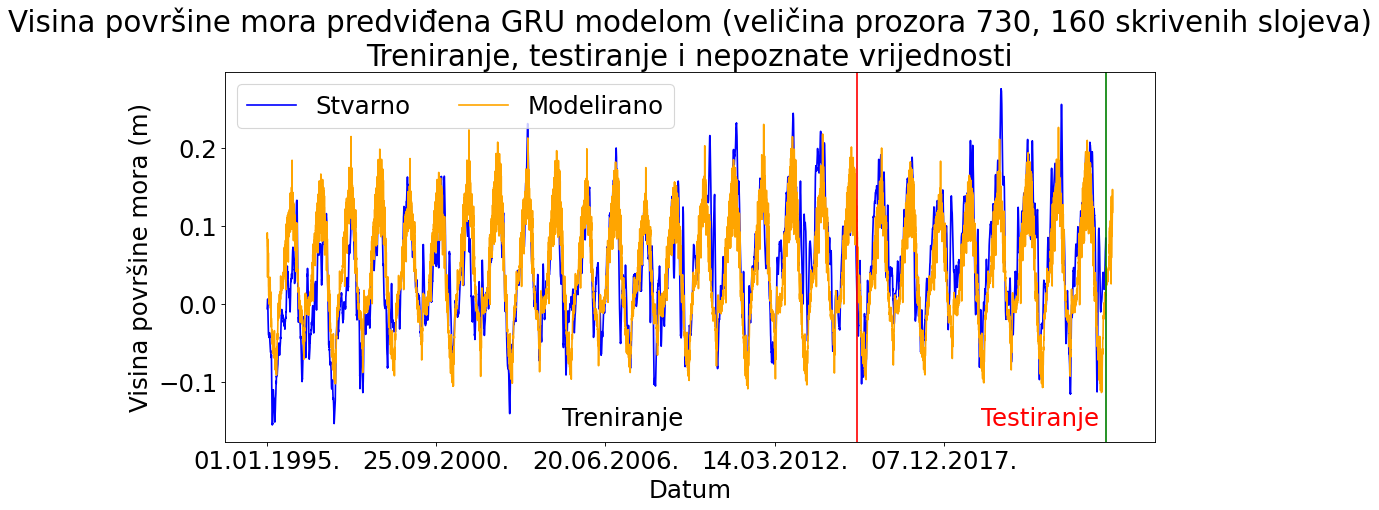 Visina površine mora predviđena GRU modelom (veličina prozora 730, 160 skrivenih slojeva)
Treniranje, testiranje i nepoznate vrijednosti
Stvarno
Modelirano
Visina površine mora (m)
0.2
0.1
0.0
−0.1
Treniranje
Testiranje
01.01.1995.
25.09.2000.
20.06.2006.
14.03.2012.
07.12.2017.
Datum